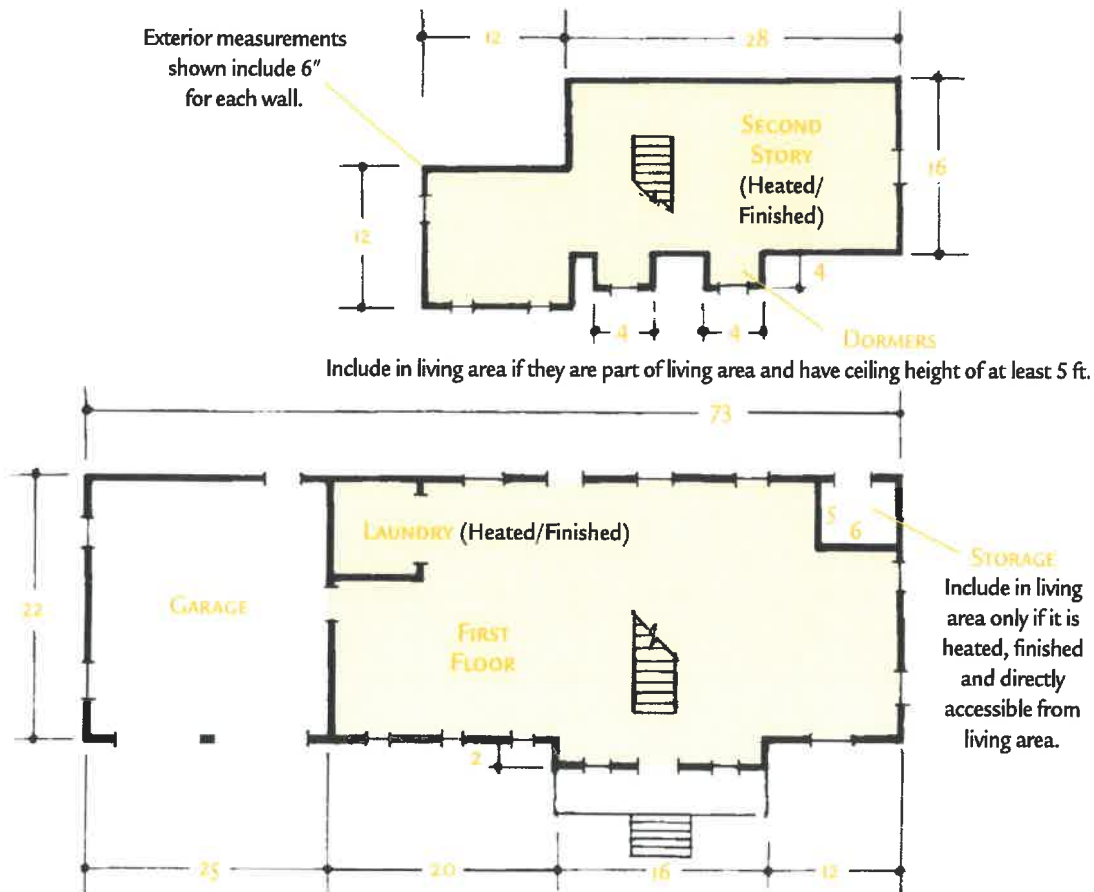 Exterior measurements
shown include 6"
for each wall.
12
28
Second
Story
(Heated/
Finished)
16
12
4
4
4
Dormers
Include in living area if they are part of living area and have ceiling height of at least 5 ft.
73
Laundry (Heated/Finished)
5
6
Storage
Include in living
area only if it is
heated, finished
and directly
accessible from
living area.
22
Garage
First
Floor
2
25
20
16
12